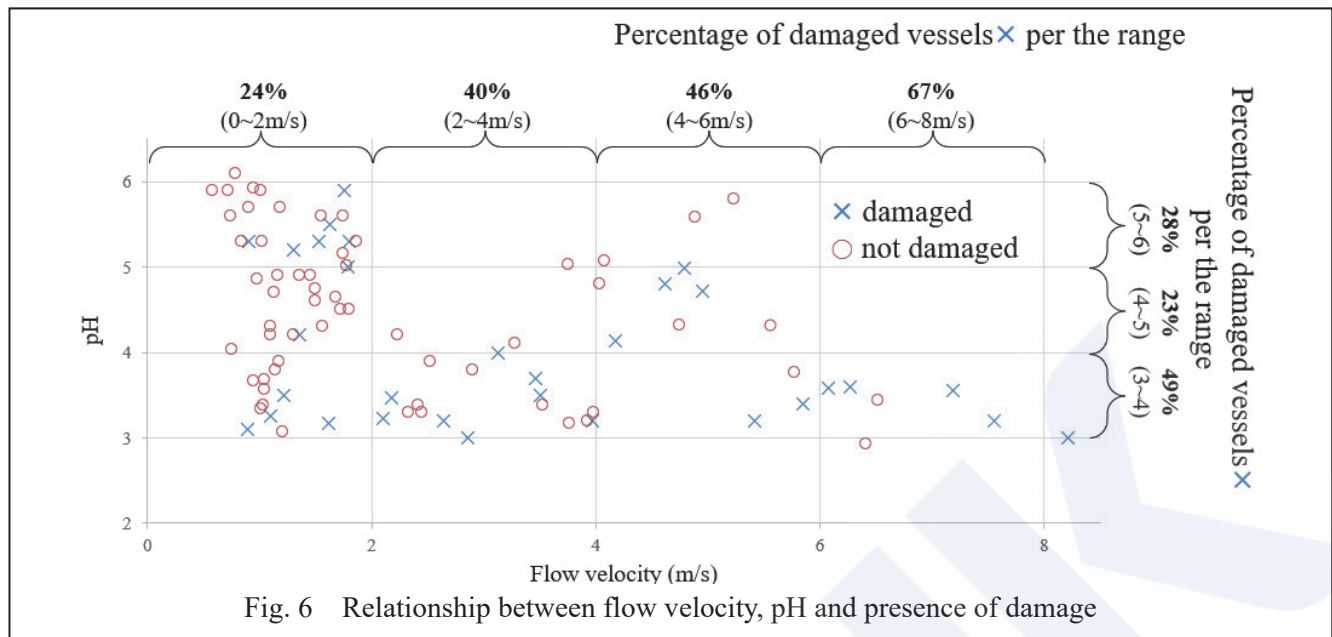 Percentage of damaged vessels × per the range
24%
(0~2m/s)
40%
(2~4m/s)
46%
(4~6m/s)
67%
(6~8m/s)
6
5
4
3
2
pH
× damaged
○ not damaged
28%
(5~6)
23%
(4~5)
49%
(3~4)
Percentage of damaged vessels ×
per the range
0
2
4
6
8
Flow velocity (m/s)
Fig. 6 Relationship between flow velocity, pH and presence of damage